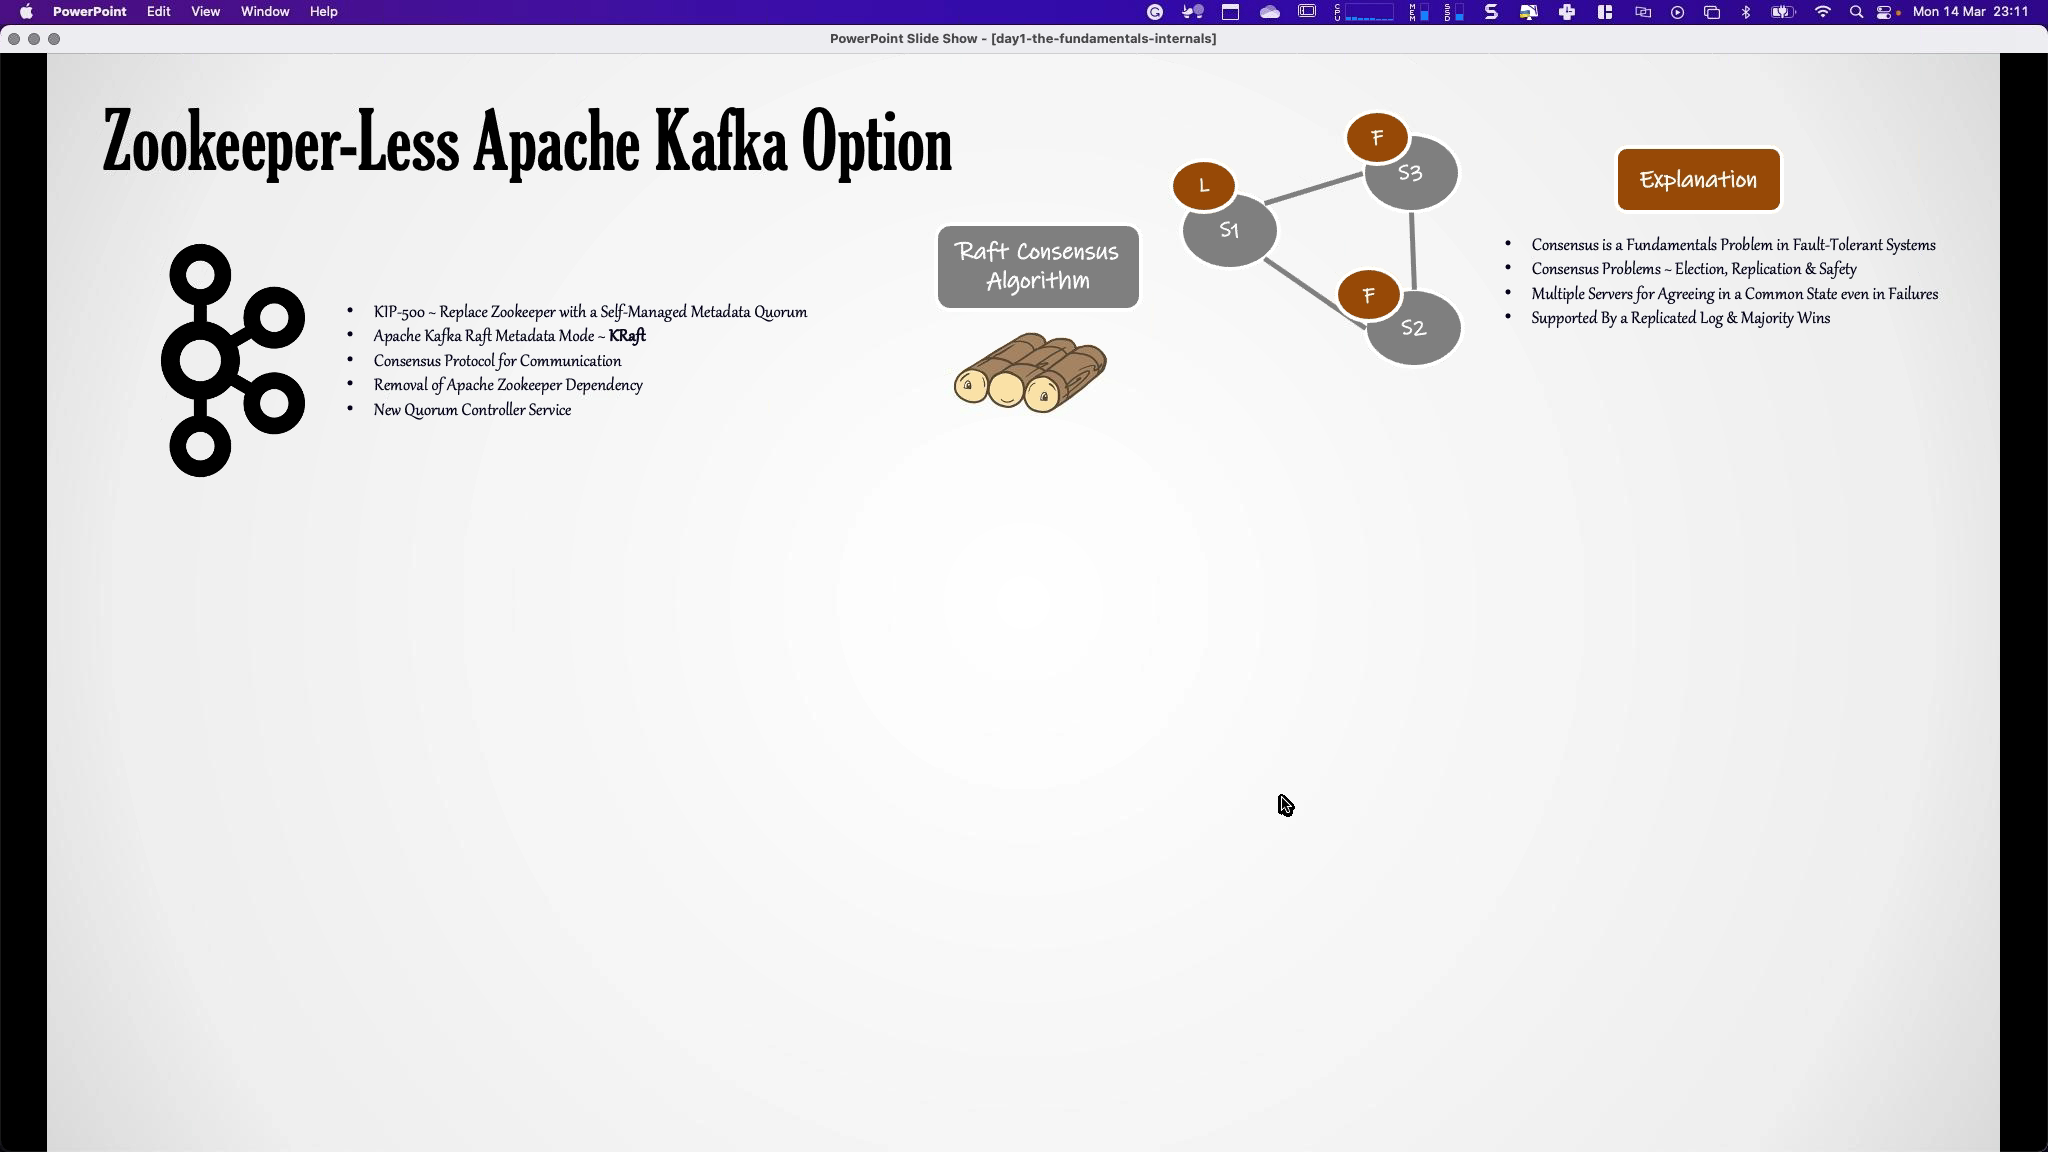 PowerPoint Edit View Window Help
CPU MEM SSD Mon 14 Mar 23:11
PowerPoint Slide Show - [day1-the-fundamentals-internals]
Zookeeper-Less Apache Kafka Option
• KIP-500 ~ Replace Zookeeper with a Self-Managed Metadata Quorum
• Apache Kafka Raft Metadata Mode ~ KRaft
• Consensus Protocol for Communication
• Removal of Apache Zookeeper Dependency
• New Quorum Controller Service
Raft Consensus
Algorithm
F
S3
L
S1
F
S2
Explanation
• Consensus is a Fundamentals Problem in Fault-Tolerant Systems
• Consensus Problems ~ Election, Replication & Safety
• Multiple Servers for Agreeing in a Common State even in Failures
• Supported By a Replicated Log & Majority Wins